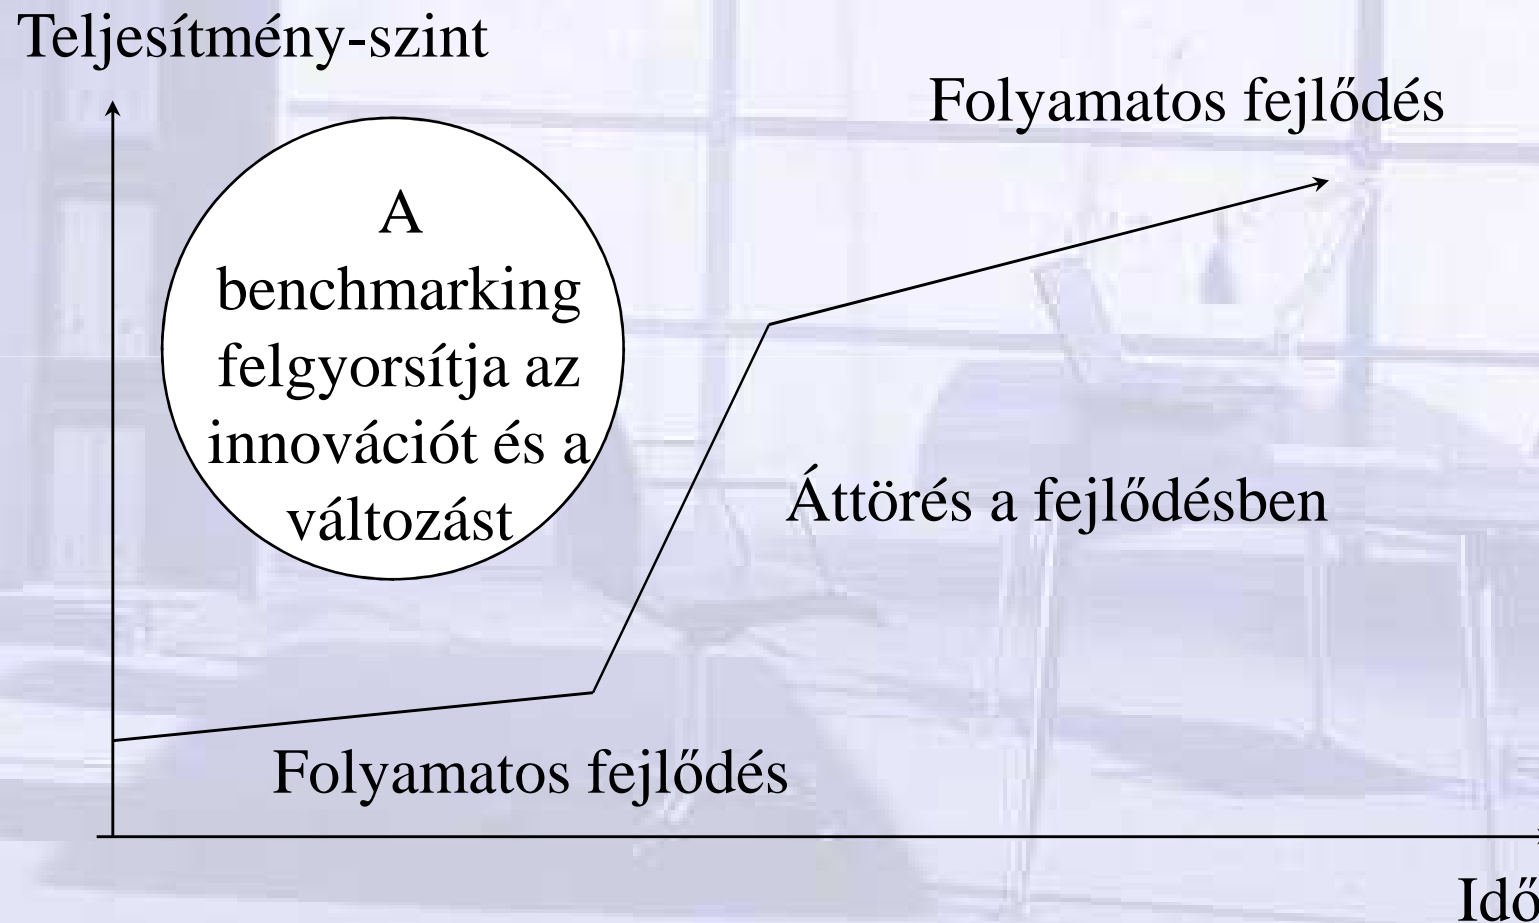 Teljesítmény-szint
Folyamatos fejlődés
A
benchmarking
felgyorsítja az
innovációt és a
változást
Áttörés a fejlődésben
Folyamatos fejlődés
Idő